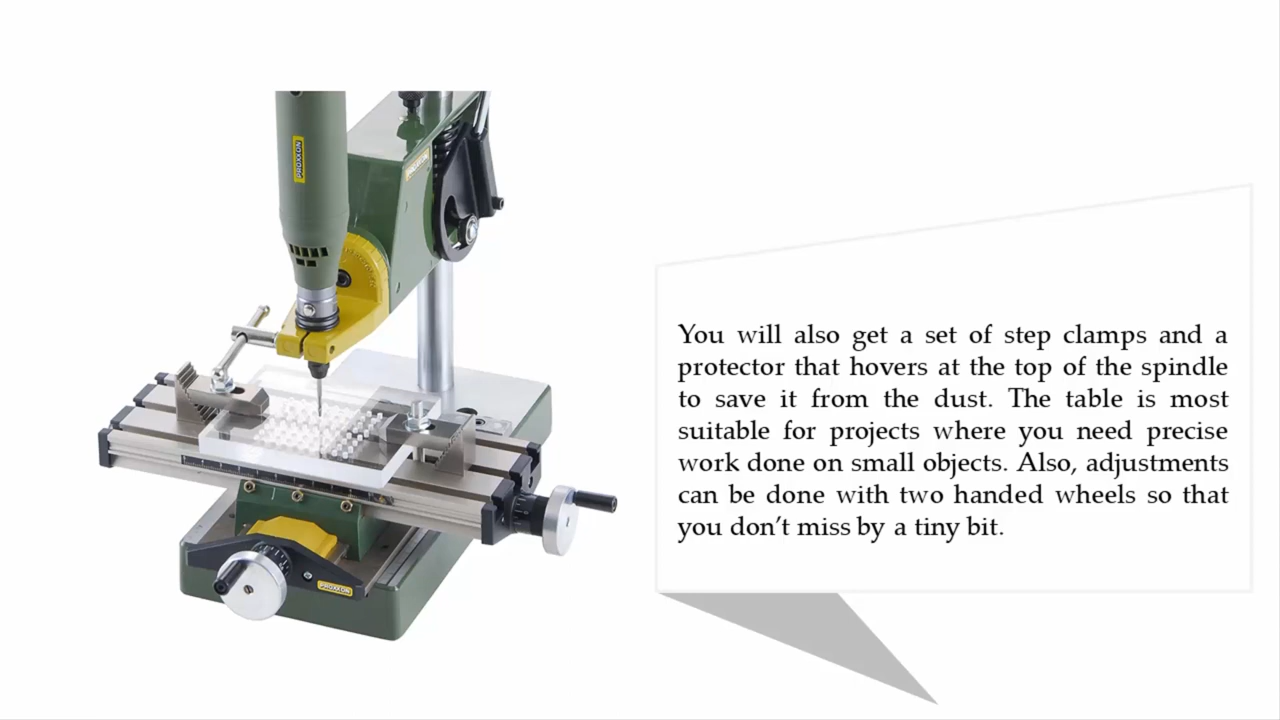 PROXXON
PROXXON
You will also get a set of step clamps and a
protector that hovers at the top of the spindle
to save it from the dust. The table is most
suitable for projects where you need precise
work done on small objects. Also, adjustments
can be done with two handed wheels so that
you don't miss by a tiny bit.
PROXXON